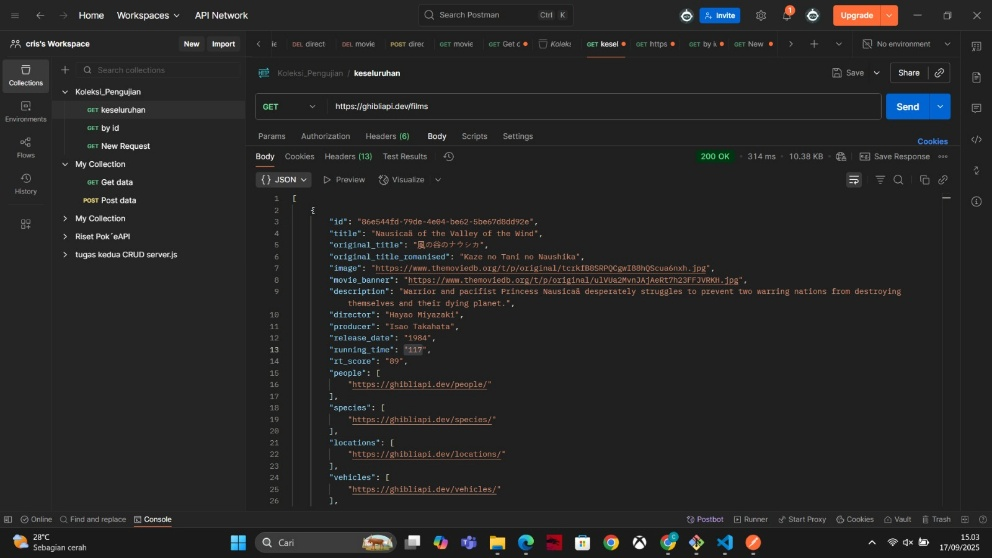 Home Workspaces API Network Search Postman Ctrl K Invite 1 Upgrade
cris's Workspace New Import
direct DEL movie POST direc GET movie GET Get c Koleks GET kesel GET https GET by i GET New No environment
Collections
Environments
Flows
History
Search collections
Koleksi_Pengujian
GET keseluruhan
GET by id
GET New Request
My Collection
GET Get data
POST Post data
My Collection
Riset Pok´eAPI
tugas kedua CRUD server.js
Koleksi_Pengujian / keseluruhan Save Share
GET https://ghibliapi.dev/films Send
Params Authorization Headers (6) Body Scripts Settings Cookies
Body Cookies Headers (13) Test Results 200 OK • 314 ms • 10.38 KB • Save Response
{ } JSON Preview Visualize
1 [
2 {
3 "id": "86e544fd-79de-4e04-be62-5be67d8dd92e",
4 "title": "Nausicaä of the Valley of the Wind",
5 "original_title": "風の谷のナウシカ",
6 "original_title_romanised": "Kaze no Tani no Naushika",
7 "image": "https://www.themoviedb.org/t/p/original/tcrkIB0SRPQCgwI88hQScua6nxh.jpg",
8 "movie_banner": "https://www.themoviedb.org/t/p/original/ulVUa2MvnJAjAeRt7h23FFJVRKH.jpg",
9 "description": "Warrior and pacifist Princess Nausicaä desperately struggles to prevent two warring nations from destroying
themselves and their dying planet.",
10 "director": "Hayao Miyazaki",
11 "producer": "Isao Takahata",
12 "release_date": "1984",
13 "running_time": "117",
14 "rt_score": "89",
15 "people": [
16 "https://ghibliapi.dev/people/"
17 ],
18 "species": [
19 "https://ghibliapi.dev/species/"
20 ],
21 "locations": [
22 "https://ghibliapi.dev/locations/"
23 ],
24 "vehicles": [
25 "https://ghibliapi.dev/vehicles/"
26 ],
Online Find and replace Console Postbot Runner Start Proxy Cookies Vault Trash
28°C
Sebagian cerah
Cari
15.03
17/09/2025